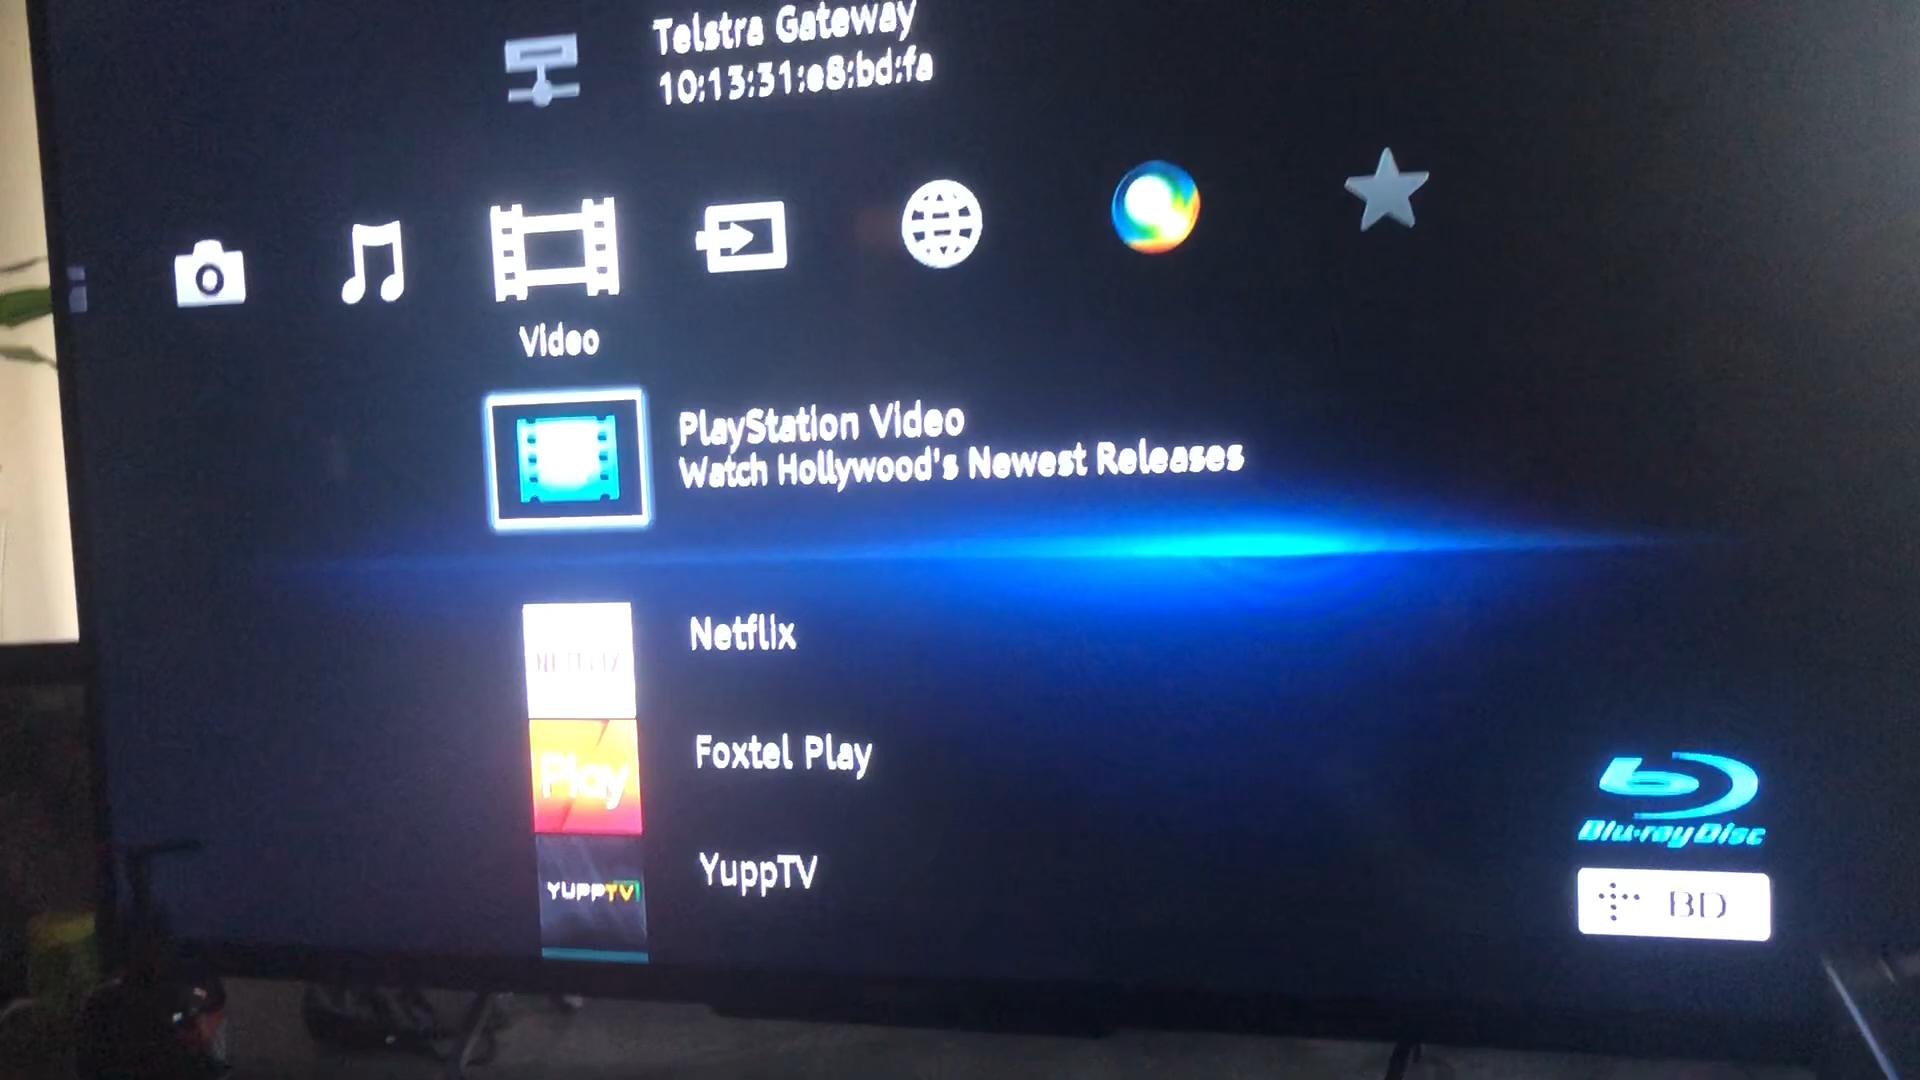 Telstra Gateway
10:13:31:e8:bd:fa
Video
PlayStation Video
Watch Hollywood's Newest Releases
NETFLIX
Netflix
Play
Foxtel Play
YUPPTV
YuppTV
Blu-ray Disc
BD